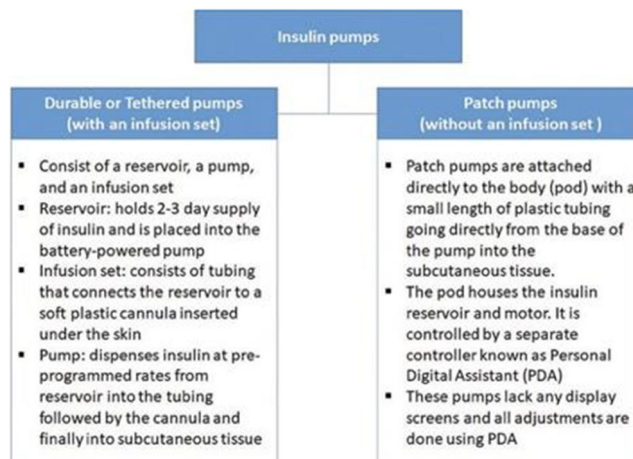 Insulin pumps
Durable or Tethered pumps
(with an infusion set)
▪ Consist of a reservoir, a pump,
and an infusion set
▪ Reservoir: holds 2-3 day supply
of insulin and is placed into the
battery-powered pump
▪ Infusion set: consists of tubing
that connects the reservoir to a
soft plastic cannula inserted
under the skin
▪ Pump: dispenses insulin at pre-
programmed rates from
reservoir into the tubing
followed by the cannula and
finally into subcutaneous tissue
Patch pumps
(without an infusion set )
▪ Patch pumps are attached
directly to the body (pod) with a
small length of plastic tubing
going directly from the base of
the pump into the
subcutaneous tissue.
▪ The pod houses the insulin
reservoir and motor. It is
controlled by a separate
controller known as Personal
Digital Assistant (PDA)
▪ These pumps lack any display
screens and all adjustments are
done using PDA